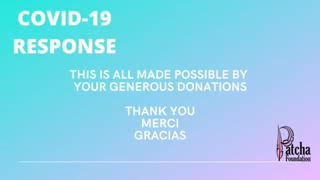 COVID-19
RESPONSE
THIS IS ALL MADE POSSIBLE BY
YOUR GENEROUS DONATIONS
THANK YOU
MERCI
GRACIAS
Patcha
Foundation